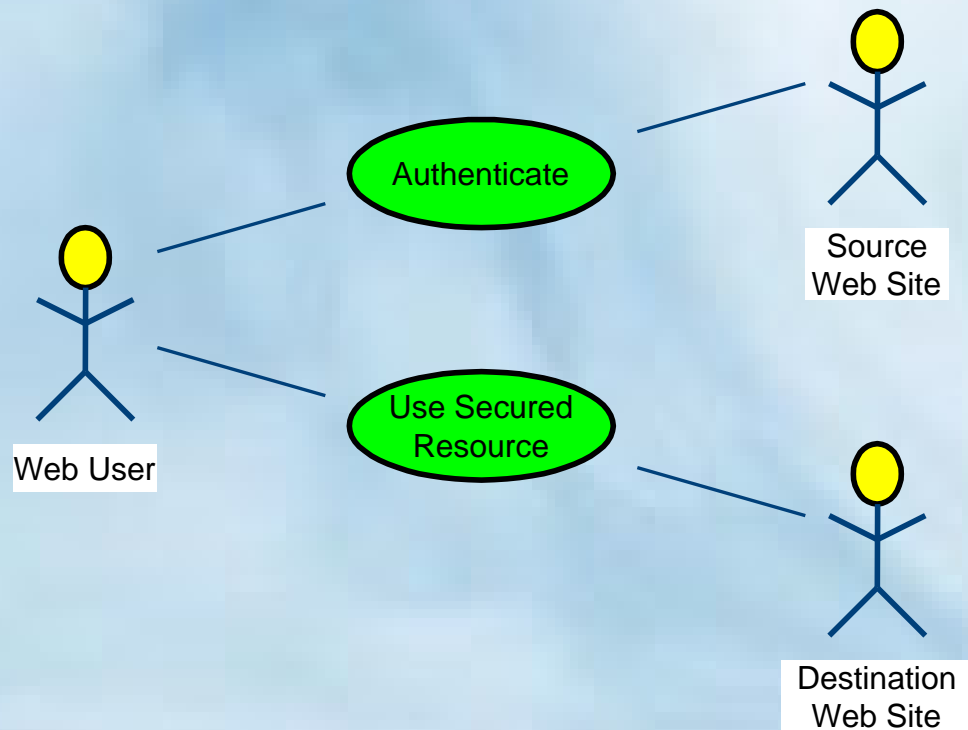 Authenticate
Source
Web Site
Use Secured
Resource
Web User
Destination
Web Site